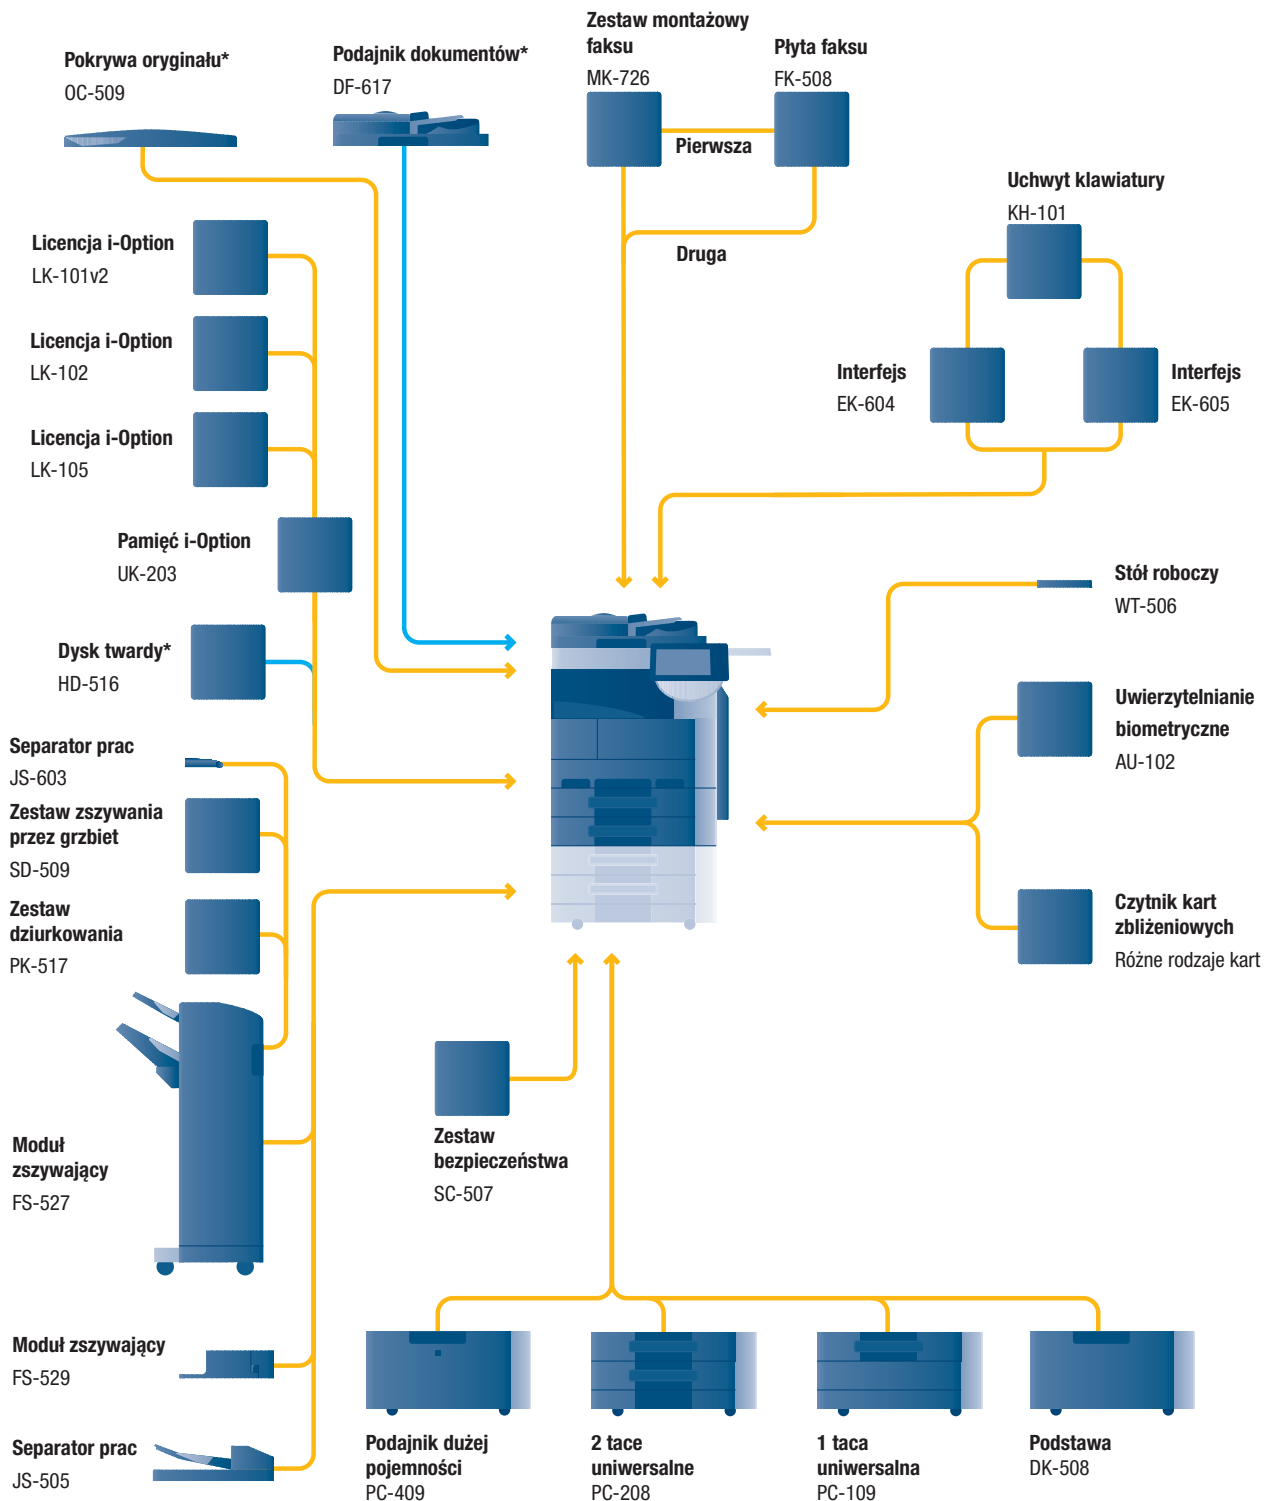 Pokrywa oryginału*
OC-509
Podajnik dokumentów*
DF-617
Zestaw montażowy
faksu
MK-726
Płyta faksu
FK-508
Pierwsza
Druga
Uchwyt klawiatury
KH-101
Licencja i-Option
LK-101v2
Licencja i-Option
LK-102
Licencja i-Option
LK-105
Interfejs
EK-604
Interfejs
EK-605
Pamięć i-Option
UK-203
Dysk twardy*
HD-516
Stół roboczy
WT-506
Uwierzytelnianie
biometryczne
AU-102
Separator prac
JS-603
Zestaw zszywania
przez grzbiet
SD-509
Zestaw
dziurkowania
PK-517
Czytnik kart
zbliżeniowych
Różne rodzaje kart
Moduł
zszywający
FS-527
Zestaw
bezpieczeństwa
SC-507
Moduł zszywający
FS-529
Separator prac
JS-505
Podajnik dużej
pojemności
PC-409
2 tace
uniwersalne
PC-208
1 taca
uniwersalna
PC-109
Podstawa
DK-508